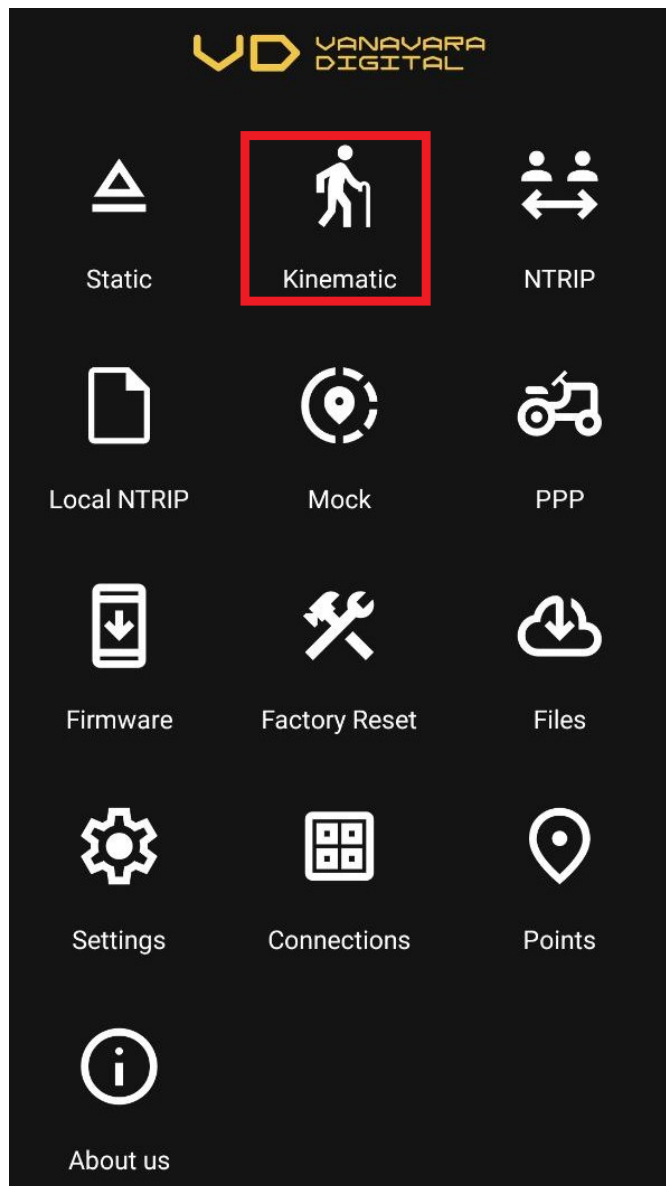 VD VANAVARA
DIGITAL
Static
Kinematic
NTRIP
Local NTRIP
Mock
PPP
Firmware
Factory Reset
Files
Settings
Connections
Points
About us